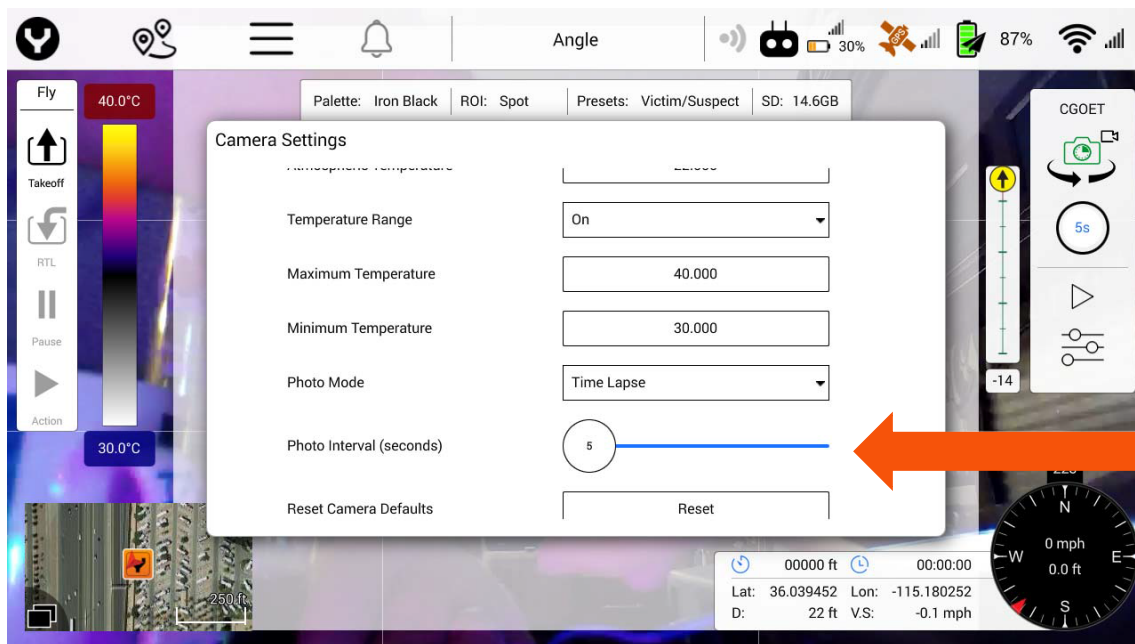 Angle
30%
GPS
87%
Fly
40.0°C
Palette: Iron Black ROI: Spot Presets: Victim/Suspect SD: 14.6GB
CGOET
Camera Settings
Takeoff
22.000
Temperature Range On
5s
RTL
Maximum Temperature 40.000
Minimum Temperature 30.000
Pause
Photo Mode Time Lapse
-14
Action
30.0°C
Photo Interval (seconds) 5
Reset Camera Defaults Reset
N
W
E
S
0 mph
0.0 ft
250 ft
00000 ft 00:00:00
Lat: 36.039452 Lon: -115.180252
D: 22 ft V.S: -0.1 mph